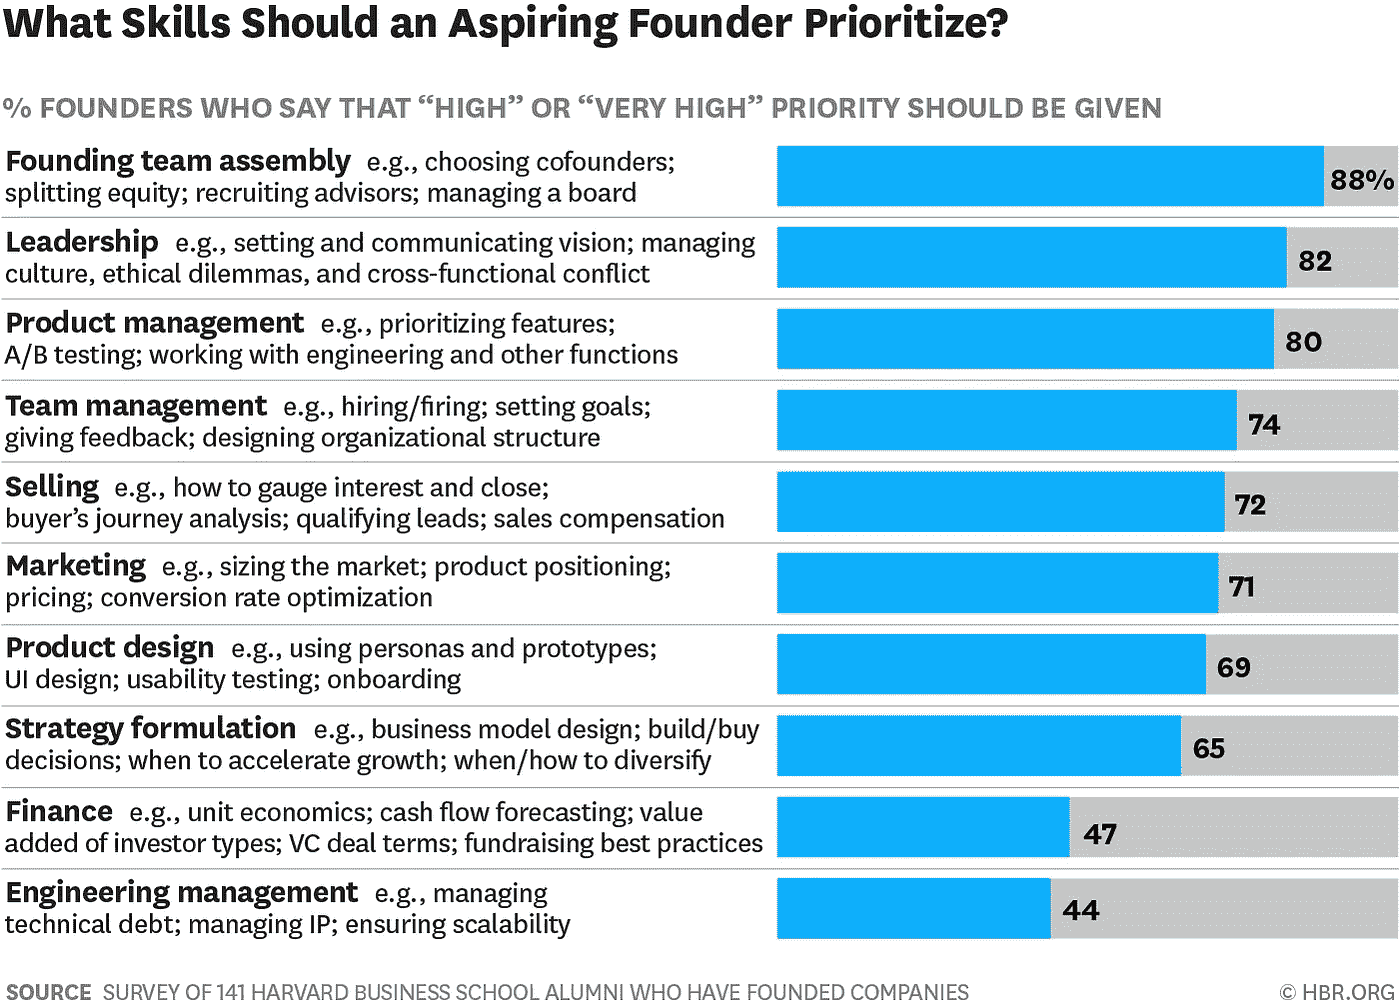 What Skills Should an Aspiring Founder Prioritize?
% FOUNDERS WHO SAY THAT “HIGH” OR “VERY HIGH” PRIORITY SHOULD BE GIVEN
Founding team assembly e.g., choosing cofounders;
splitting equity; recruiting advisors; managing a board
88%
Leadership e.g., setting and communicating vision; managing
culture, ethical dilemmas, and cross-functional conflict
82
Product management e.g., prioritizing features;
A/B testing; working with engineering and other functions
80
Team management e.g., hiring/firing; setting goals;
giving feedback; designing organizational structure
74
Selling e.g., how to gauge interest and close;
buyer’s journey analysis; qualifying leads; sales compensation
72
Marketing e.g., sizing the market; product positioning;
pricing; conversion rate optimization
71
Product design e.g., using personas and prototypes;
UI design; usability testing; onboarding
69
Strategy formulation e.g., business model design; build/buy
decisions; when to accelerate growth; when/how to diversify
65
Finance e.g., unit economics; cash flow forecasting; value
added of investor types; VC deal terms; fundraising best practices
47
Engineering management e.g., managing
technical debt; managing IP; ensuring scalability
44
SOURCE SURVEY OF 141 HARVARD BUSINESS SCHOOL ALUMNI WHO HAVE FOUNDED COMPANIES
© HBR.ORG